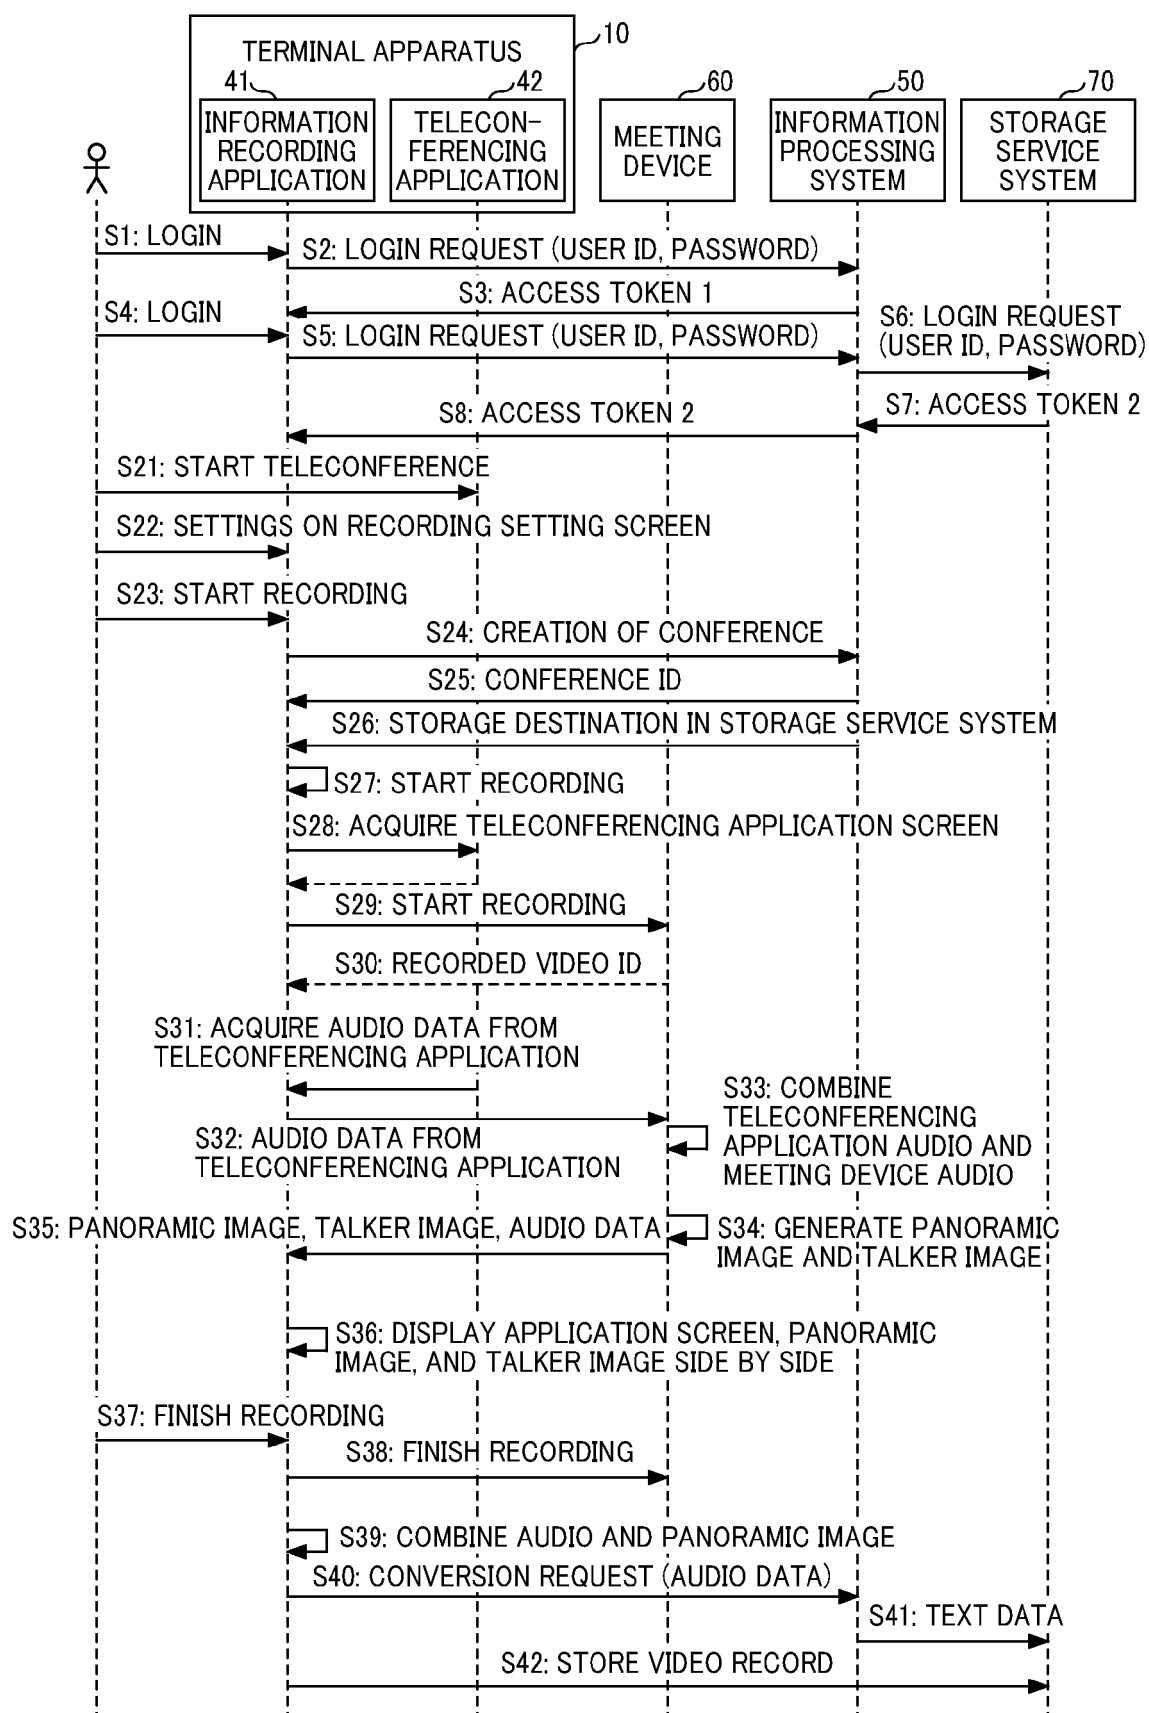 10
TERMINAL APPARATUS
41
42
60
50
70
INFORMATION
RECORDING
APPLICATION
TELECON-
FERENCING
APPLICATION
MEETING
DEVICE
INFORMATION
PROCESSING
SYSTEM
STORAGE
SERVICE
SYSTEM
S1: LOGIN
S2: LOGIN REQUEST (USER ID, PASSWORD)
S3: ACCESS TOKEN 1
S4: LOGIN
S5: LOGIN REQUEST (USER ID, PASSWORD)
S6: LOGIN REQUEST
(USER ID, PASSWORD)
S7: ACCESS TOKEN 2
S8: ACCESS TOKEN 2
S21: START TELECONFERENCE
S22: SETTINGS ON RECORDING SETTING SCREEN
S23: START RECORDING
S24: CREATION OF CONFERENCE
S25: CONFERENCE ID
S26: STORAGE DESTINATION IN STORAGE SERVICE SYSTEM
S27: START RECORDING
S28: ACQUIRE TELECONFERENCING APPLICATION SCREEN
S29: START RECORDING
S30: RECORDED VIDEO ID
S31: ACQUIRE AUDIO DATA FROM
TELECONFERENCING APPLICATION
S32: AUDIO DATA FROM
TELECONFERENCING APPLICATION
S33: COMBINE
TELECONFERENCING
APPLICATION AUDIO AND
MEETING DEVICE AUDIO
S34: GENERATE PANORAMIC
IMAGE AND TALKER IMAGE
S35: PANORAMIC IMAGE, TALKER IMAGE, AUDIO DATA
S36: DISPLAY APPLICATION SCREEN, PANORAMIC
IMAGE, AND TALKER IMAGE SIDE BY SIDE
S37: FINISH RECORDING
S38: FINISH RECORDING
S39: COMBINE AUDIO AND PANORAMIC IMAGE
S40: CONVERSION REQUEST (AUDIO DATA)
S41: TEXT DATA
S42: STORE VIDEO RECORD